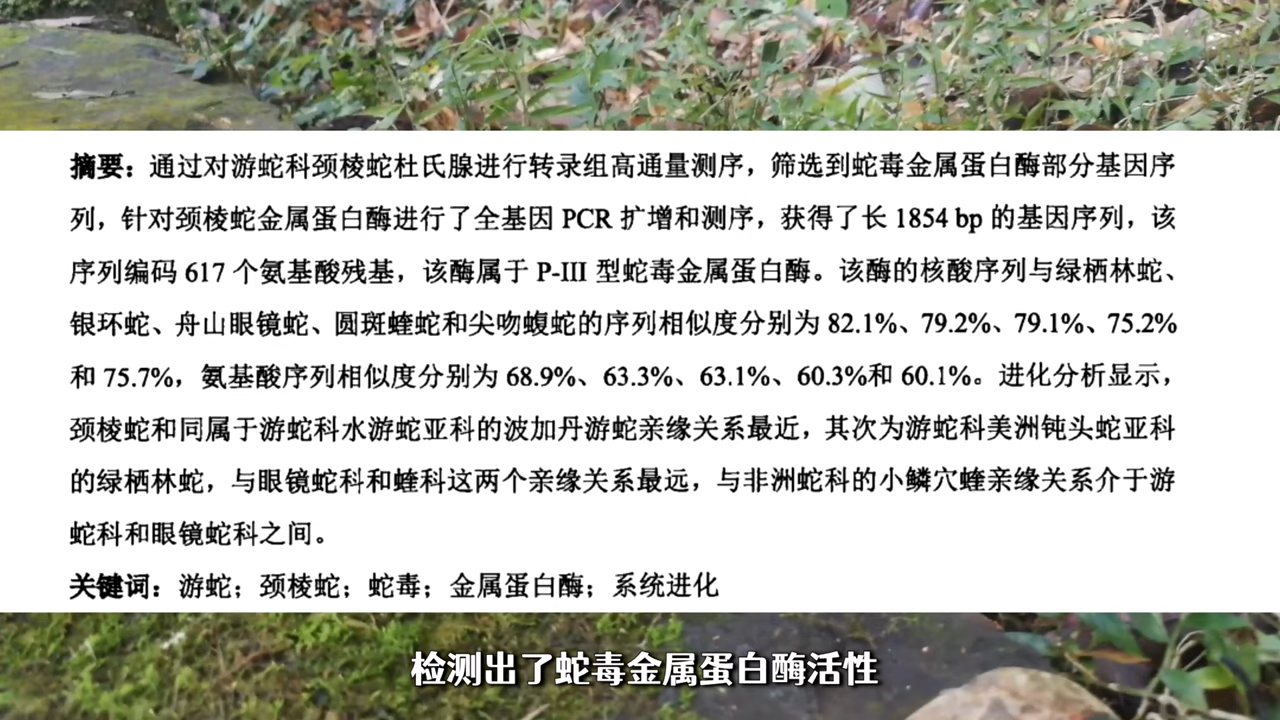 摘要：通过对游蛇科颈棱蛇杜氏腺进行转录组高通量测序，筛选到蛇毒金属蛋白酶部分基因序
列，针对颈棱蛇金属蛋白酶进行了全基因 PCR 扩增和测序，获得了长 1854 bp 的基因序列，该
序列编码 617 个氨基酸残基，该酶属于 P-III 型蛇毒金属蛋白酶。该酶的核酸序列与绿栖林蛇、
银环蛇、舟山眼镜蛇、圆斑蝰蛇和尖吻蝮蛇的序列相似度分别为 82.1%、79.2%、79.1%、75.2%
和 75.7%，氨基酸序列相似度分别为 68.9%、63.3%、63.1%、60.3%和 60.1%。进化分析显示，
颈棱蛇和同属于游蛇科水游蛇亚科的波加丹游蛇亲缘关系最近，其次为游蛇科美洲钝头蛇亚科
的绿栖林蛇，与眼镜蛇科和蝰科这两个亲缘关系最远，与非洲蛇科的小鳞穴蝰亲缘关系介于游
蛇科和眼镜蛇科之间。
关键词：游蛇；颈棱蛇；蛇毒；金属蛋白酶；系统进化
检测出了蛇毒金属蛋白酶活性